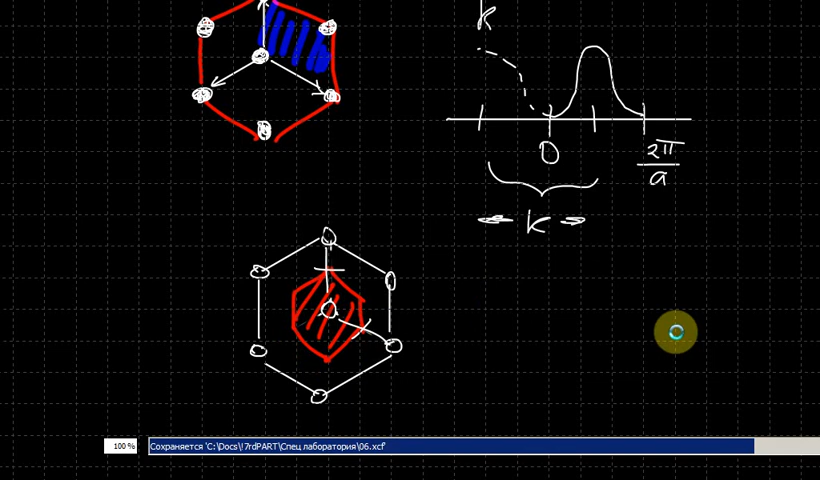 k
0
2π
a
k
100 %
Сохраняется 'C:\Docs\!7rdPART\Спец лаборатория\06.xcf'